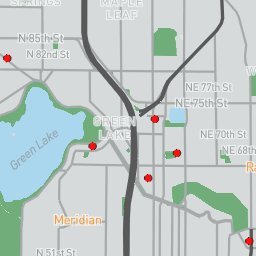 SPRINGS
MAPLE
LEAF
N 85th St
N 82nd St
NE 77th St
NE 75th St
GREEN
LAKE
Green Lake
NE 70th St
NE 68th
Ra
Meridian
N 51st St